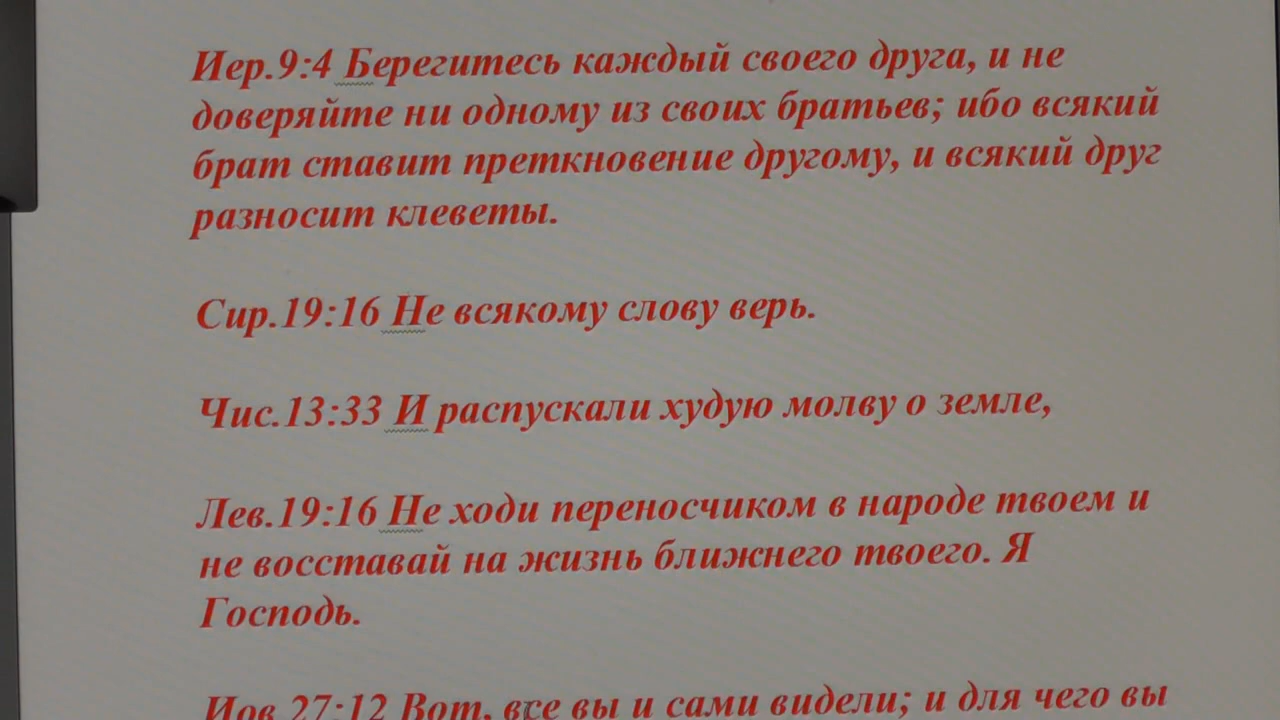 Иер.9:4 Берегитесь каждый своего друга, и не
доверяйте ни одному из своих братьев; ибо всякий
брат ставит преткновение другому, и всякий друг
разносит клеветы.
Сир.19:16 Не всякому слову верь.
Чис.13:33 И распускали худую молву о земле,
Лев.19:16 Не ходи переносчиком в народе твоем и
не восставай на жизнь ближнего твоего. Я
Господь.
Иов.27:12 Вот, все вы и сами видели; и для чего вы